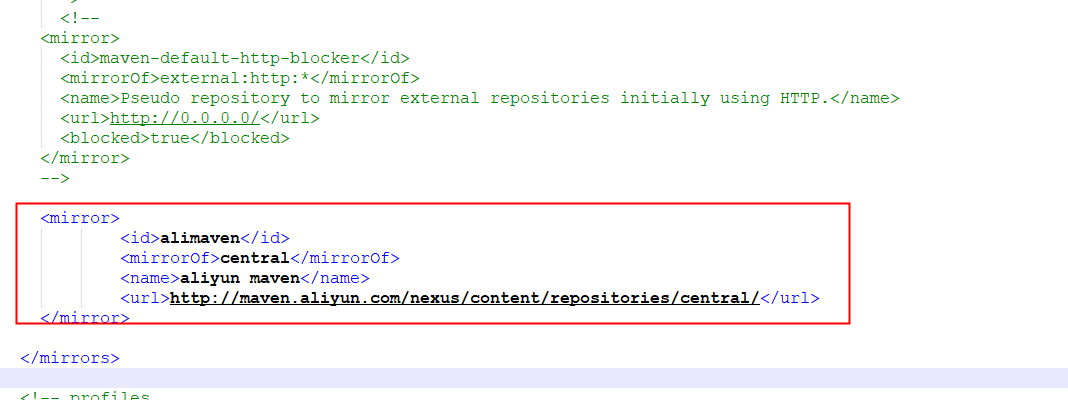 <!--
<mirror>
<id>maven-default-http-blocker</id>
<mirrorOf>external:http:*</mirrorOf>
<name>Pseudo repository to mirror external repositories initially using HTTP.</name>
<url>http://0.0.0.0/</url>
<blocked>true</blocked>
</mirror>
-->
<mirror>
<id>alimaven</id>
<mirrorOf>central</mirrorOf>
<name>aliyun maven</name>
<url>http://maven.aliyun.com/nexus/content/repositories/central/</url>
</mirror>
</mirrors>
<!-- profiles